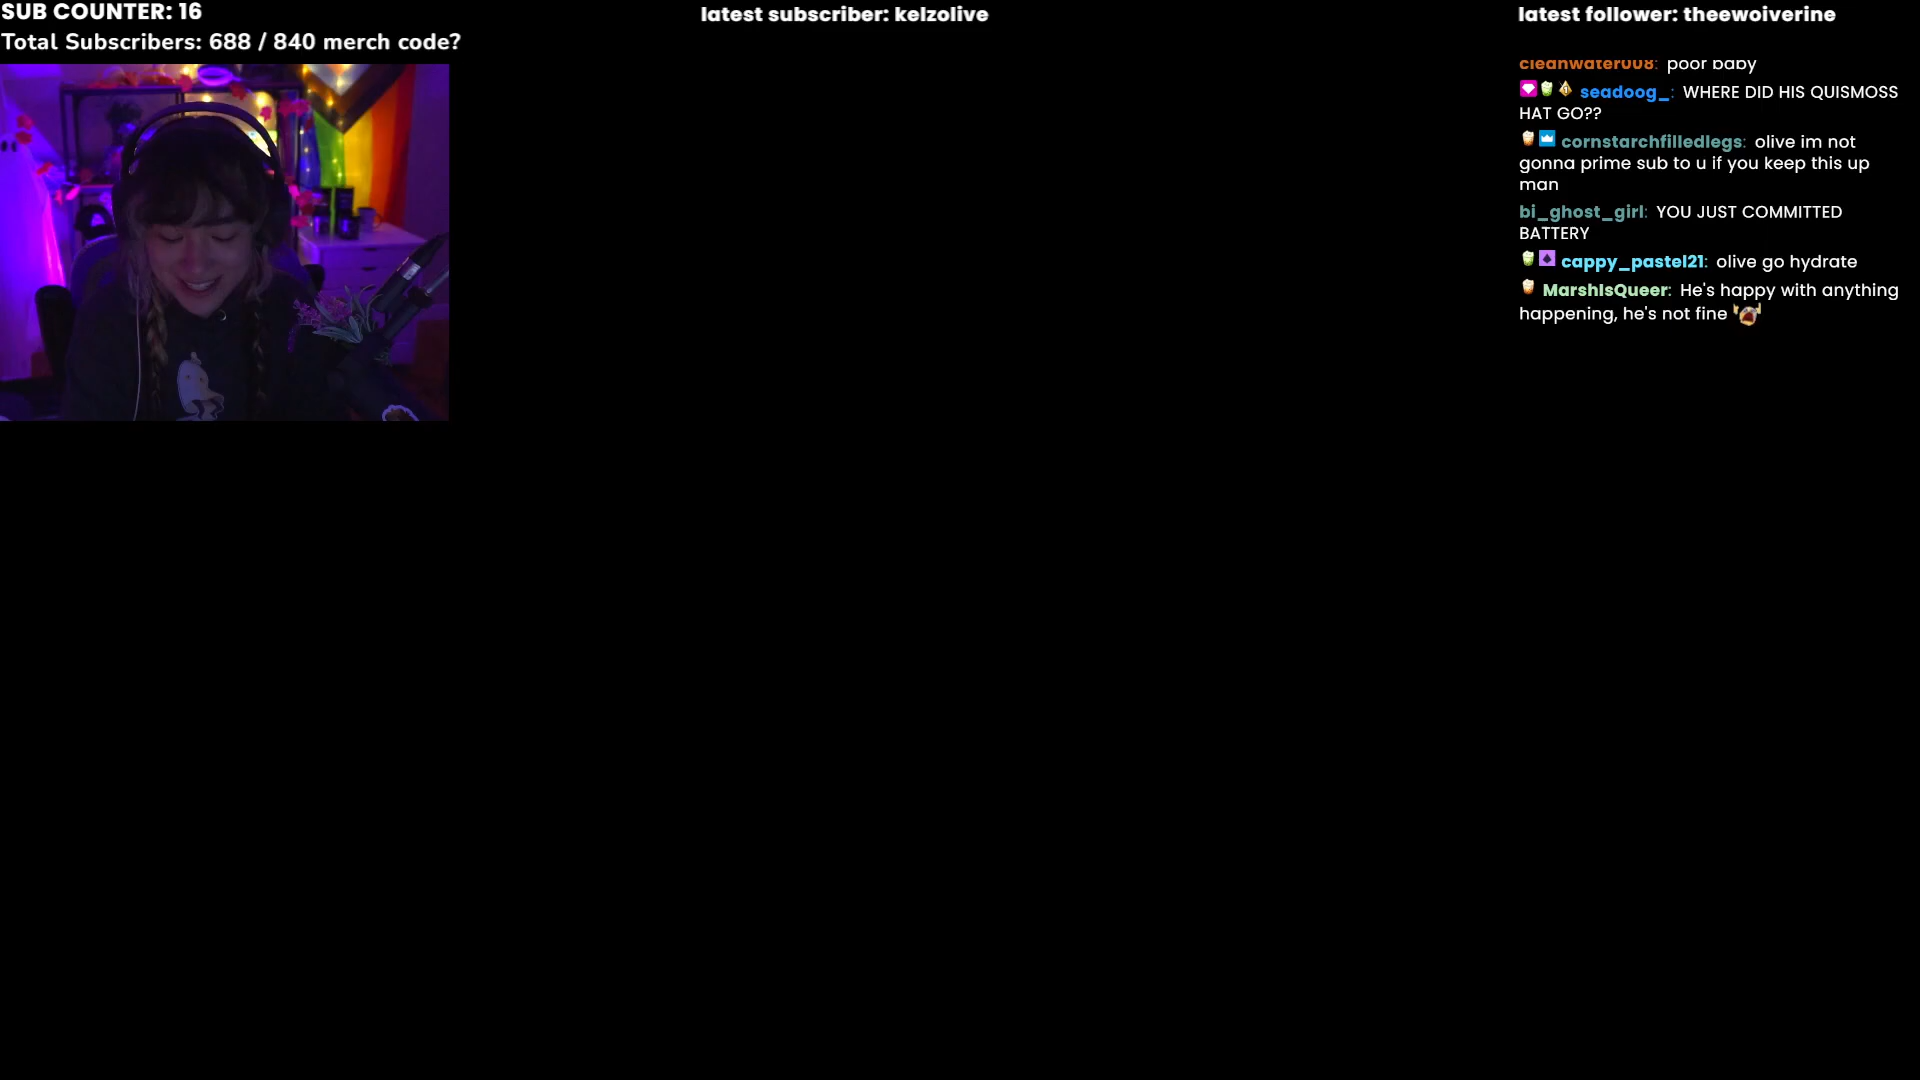 SUB COUNTER: 16
Total Subscribers: 688 / 840 merch code?
latest subscriber: kelzolive
latest follower: theewoiverine
cleanwater008: poor baby
seadoog_: WHERE DID HIS QUISMOSS
HAT GO??
cornstarchfilledlegs: olive im not
gonna prime sub to u if you keep this up
man
bi_ghost_girl: YOU JUST COMMITTED
BATTERY
cappy_pastel21: olive go hydrate
MarshIsQueer: He's happy with anything
happening, he's not fine